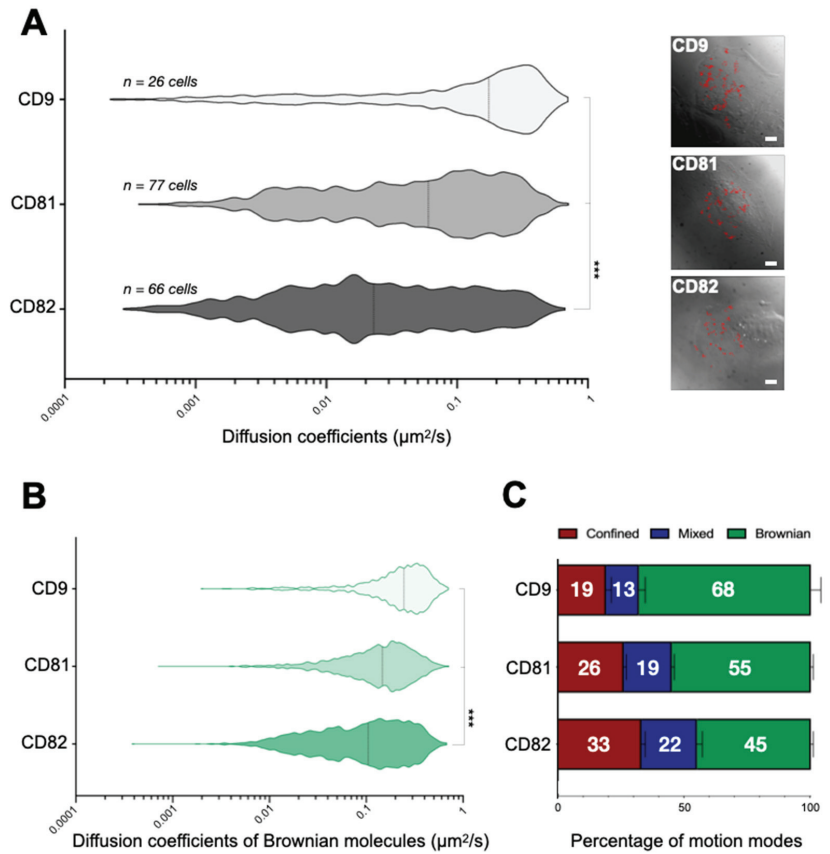 A
CD9
n = 26 cells
CD81
n = 77 cells
CD82
n = 66 cells
***
0.0001
0.001
0.01
0.1
1
Diffusion coefficients (µm²/s)
CD9
CD81
CD82
B
CD9
CD81
CD82
***
0.0001
0.001
0.01
0.1
1
Diffusion coefficients of Brownian molecules (µm²/s)
C
Confined Mixed Brownian
CD9 19 13 68
CD81 26 19 55
CD82 33 22 45
0 50 100
Percentage of motion modes